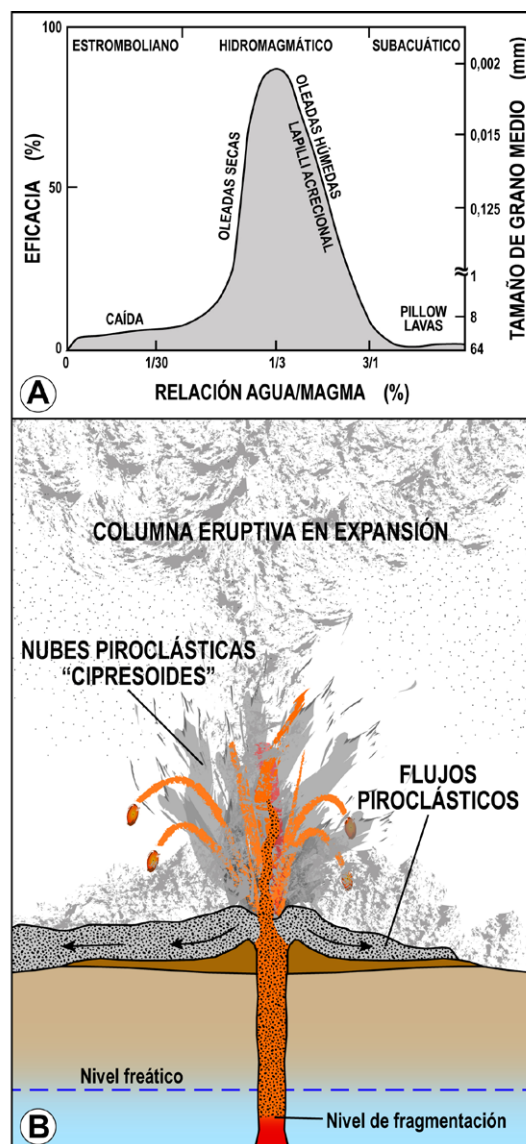 100
ESTROMBOLIANO
HIDROMAGMÁTICO
SUBACUÁTICO
0,002
0,015
0,125
1
8
64
TAMAÑO DE GRANO MEDIO (mm)
EFICACIA (%)
50
0
OLEADAS SECAS
OLEADAS HÚMEDAS
LAPILLI ACRECIONAL
CAÍDA
PILLOW
LAVAS
0
1/30
1/3
3/1
RELACIÓN AGUA/MAGMA (%)
A
COLUMNA ERUPTIVA EN EXPANSIÓN
NUBES PIROCLÁSTICAS
“CIPRESOIDES”
FLUJOS
PIROCLÁSTICOS
Nivel freático
Nivel de fragmentación
B